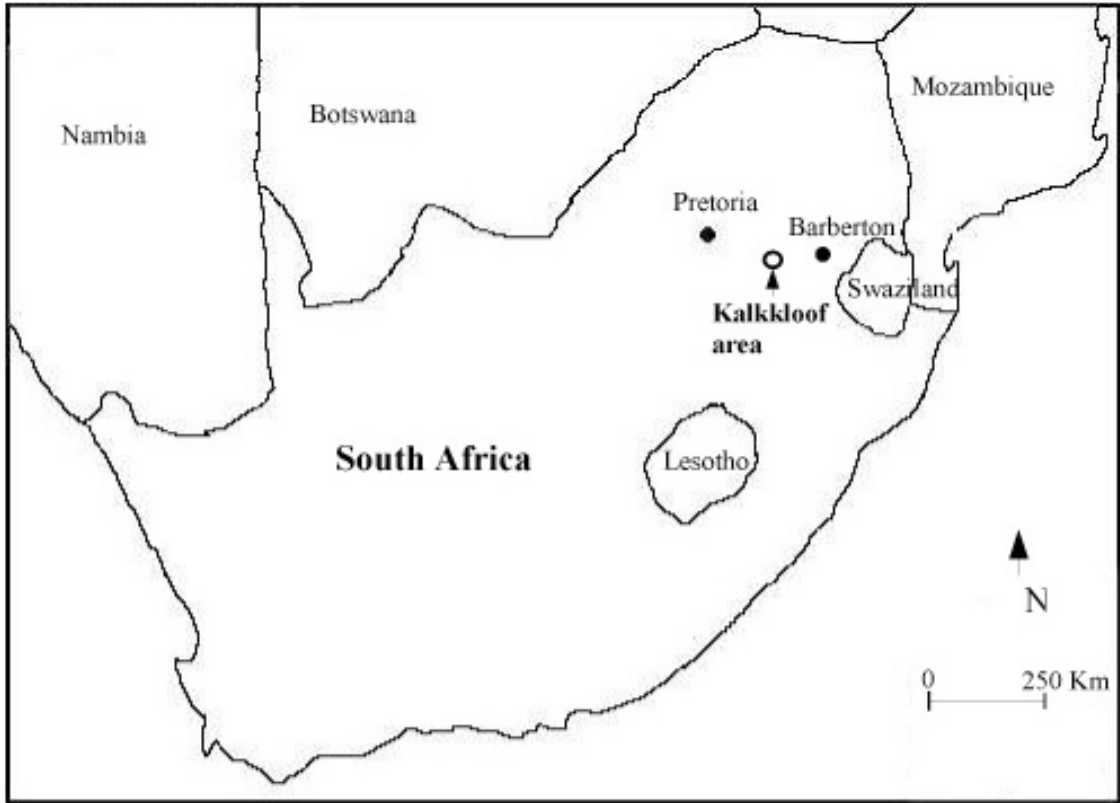 Mozambique
Botswana
Nambia
Pretoria
Barberton
Swaziland
Kalkkloof
area
South Africa
Lesotho
N
0 250 Km